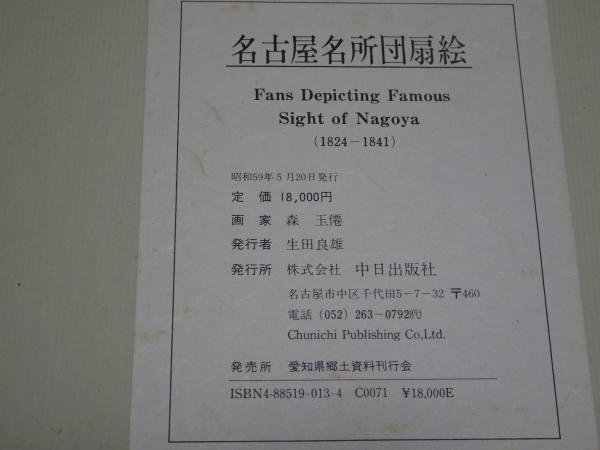 名古屋名所団扇絵
Fans Depicting Famous
Sight of Nagoya
(1824－1841)
昭和59年5月20日発行
定　価　18,000円
画　家　森　玉僊
発行者　生田良雄
発行所　株式会社　中日出版社
名古屋市中区千代田5－7－32 〒460
電話（052）263－0792㈹
Chunichi Publishing Co,Ltd.
発売所　愛知県郷土資料刊行会
ISBN4-88519-013-4　C0071　¥18,000E